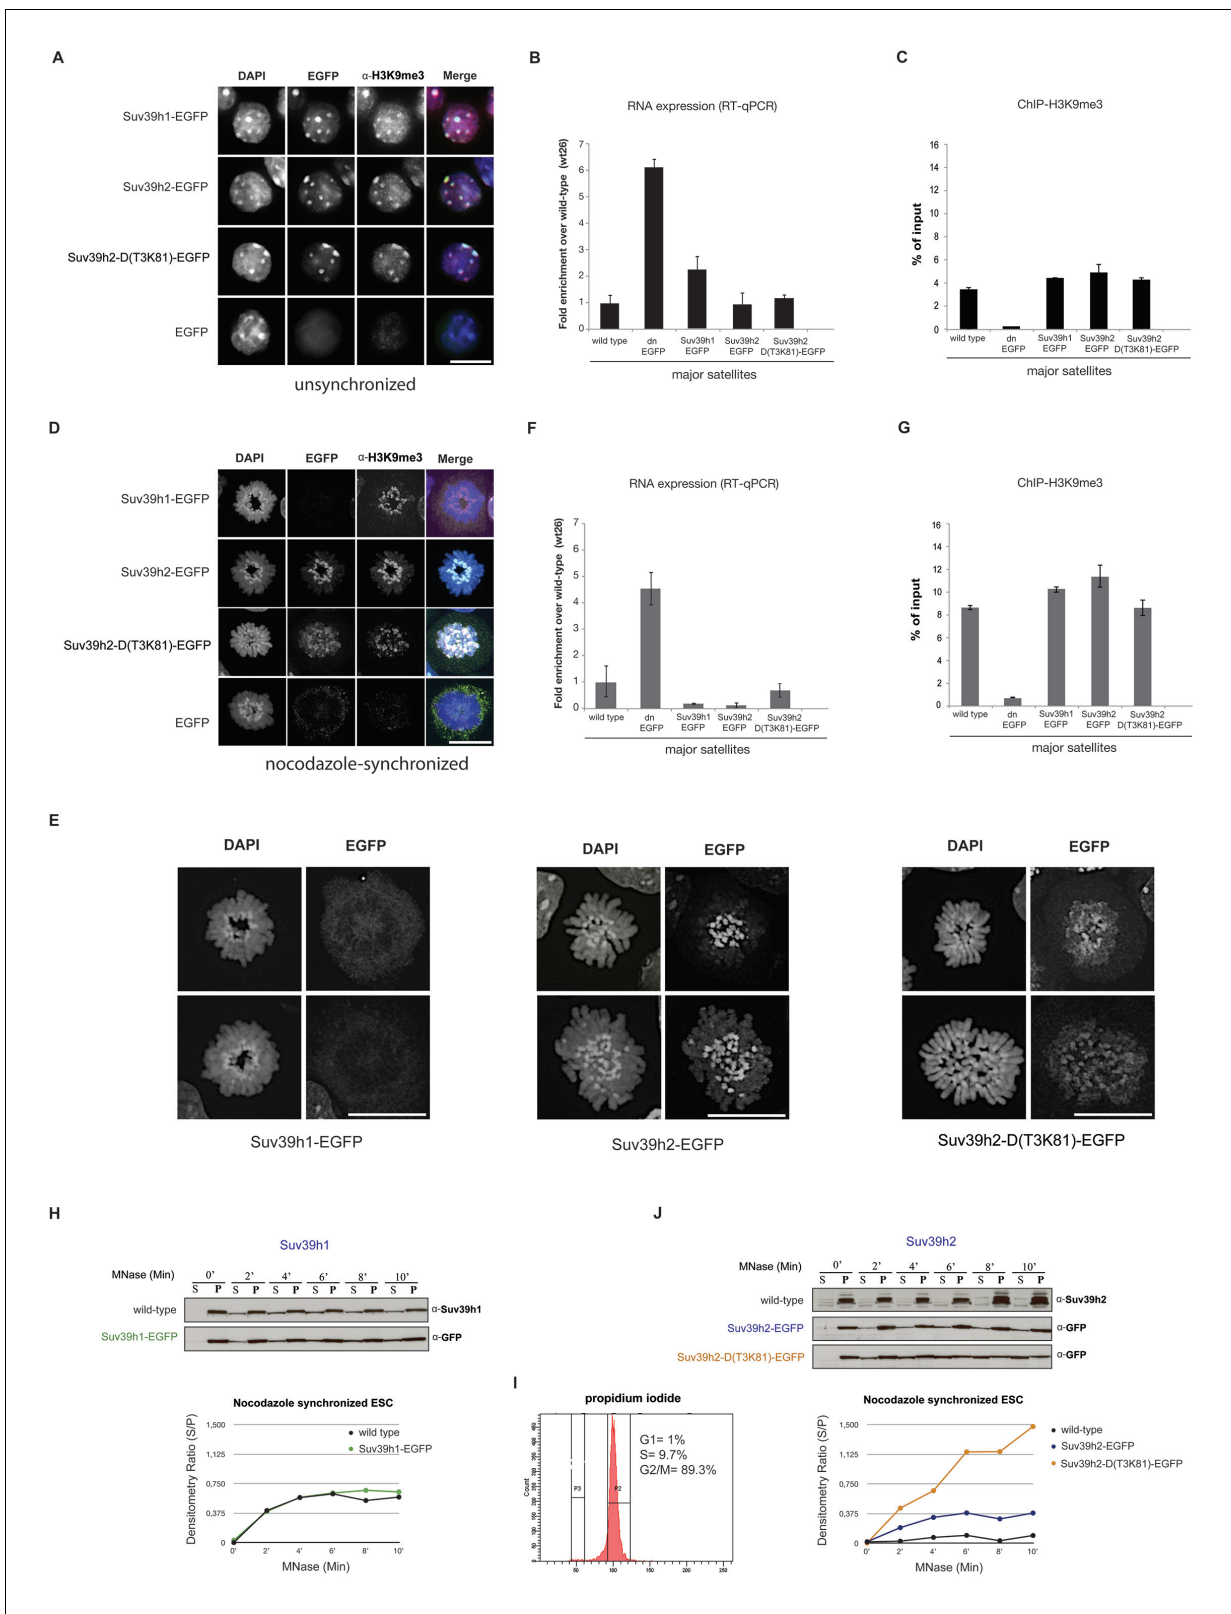 A
DAPI EGFP α-H3K9me3 Merge
Suv39h1-EGFP
Suv39h2-EGFP
Suv39h2-D(T3K81)-EGFP
EGFP
unsynchronized
B
RNA expression (RT-qPCR)
Fold enrichment over wild-type (wt26)
7
6
5
4
3
2
1
0
wild type
dn EGFP
Suv39h1 EGFP
Suv39h2 EGFP
Suv39h2 D(T3K81)-EGFP
major satellites
C
ChIP-H3K9me3
% of input
16
14
12
10
8
6
4
2
0
wild type
dn EGFP
Suv39h1 EGFP
Suv39h2 EGFP
Suv39h2 D(T3K81)-EGFP
major satellites
D
DAPI EGFP α-H3K9me3 Merge
Suv39h1-EGFP
Suv39h2-EGFP
Suv39h2-D(T3K81)-EGFP
EGFP
nocodazole-synchronized
F
RNA expression (RT-qPCR)
Fold enrichment over wild-type (wt26)
7
6
5
4
3
2
1
0
wild type
dn EGFP
Suv39h1 EGFP
Suv39h2 EGFP
Suv39h2 D(T3K81)-EGFP
major satellites
G
ChIP-H3K9me3
% of input
16
14
12
10
8
6
4
2
0
wild type
dn EGFP
Suv39h1 EGFP
Suv39h2 EGFP
Suv39h2 D(T3K81)-EGFP
major satellites
E
DAPI EGFP
Suv39h1-EGFP
DAPI EGFP
Suv39h2-EGFP
DAPI EGFP
Suv39h2-D(T3K81)-EGFP
H
Suv39h1
MNase (Min) 0' 2' 4' 6' 8' 10'
S P S P S P S P S P S P
wild-type α-Suv39h1
Suv39h1-EGFP α-GFP
Nocodazole synchronized ESC
Densitometry Ratio (S/P)
1,500
1,125
0,750
0,375
0
wild type
Suv39h1-EGFP
0' 2' 4' 6' 8' 10'
MNase (Min)
I
propidium iodide
Count
G1= 1%
S= 9.7%
G2/M= 89.3%
P3 P2
50 100 150 200 250
J
Suv39h2
MNase (Min) 0' 2' 4' 6' 8' 10'
S P S P S P S P S P S P
wild-type α-Suv39h2
Suv39h2-EGFP α-GFP
Suv39h2-D(T3K81)-EGFP α-GFP
Nocodazole synchronized ESC
Densitometry Ratio (S/P)
1,500
1,125
0,750
0,375
0
wild type
Suv39h2-EGFP
Suv39h2-D(T3K81)-EGFP
0' 2' 4' 6' 8' 10'
MNase (Min)